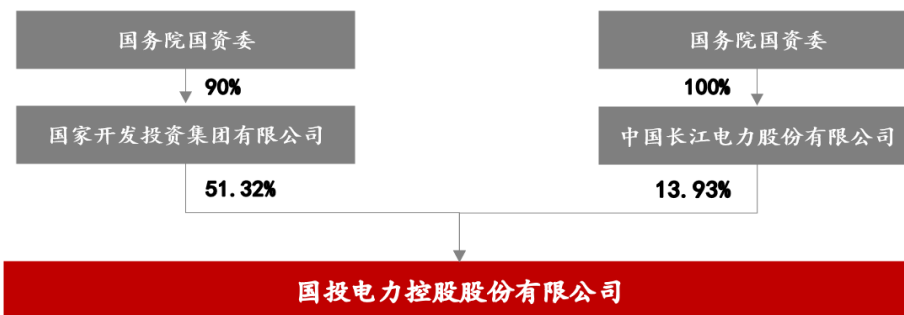 国务院国资委
国务院国资委
90%
100%
国家开发投资集团有限公司
中国长江电力股份有限公司
51.32%
13.93%
国投电力控股股份有限公司